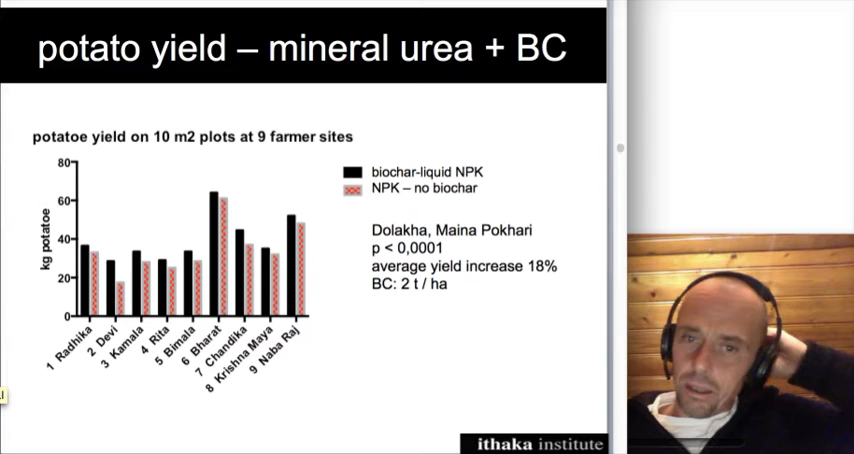 potato yield – mineral urea + BC
potatoe yield on 10 m2 plots at 9 farmer sites
80
60
40
20
0
kg potatoe
1 Radhika
2 Devi
3 Kamala
4 Rita
5 Bimala
6 Bharat
7 Chandika
8 Krishna Maya
9 Naba Raj
biochar-liquid NPK
NPK – no biochar
Dolakha, Maina Pokhari
p < 0,0001
average yield increase 18%
BC: 2 t / ha
ithaka institute